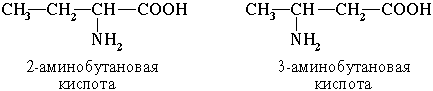 CH₃—CH₂—CH—COOH
NH₂
2-аминобутановая
кислота
CH₃—CH—CH₂—COOH
NH₂
3-аминобутановая
кислота